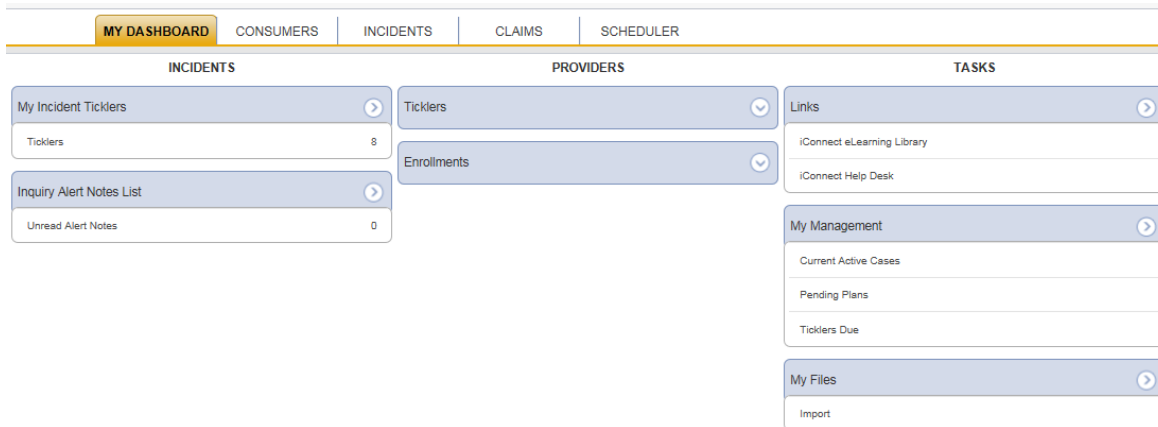 MY DASHBOARD CONSUMERS INCIDENTS CLAIMS SCHEDULER
INCIDENTS
My Incident Ticklers
Ticklers 8
Inquiry Alert Notes List
Unread Alert Notes 0
PROVIDERS
Ticklers
Enrollments
TASKS
Links
iConnect eLearning Library
iConnect Help Desk
My Management
Current Active Cases
Pending Plans
Ticklers Due
My Files
Import